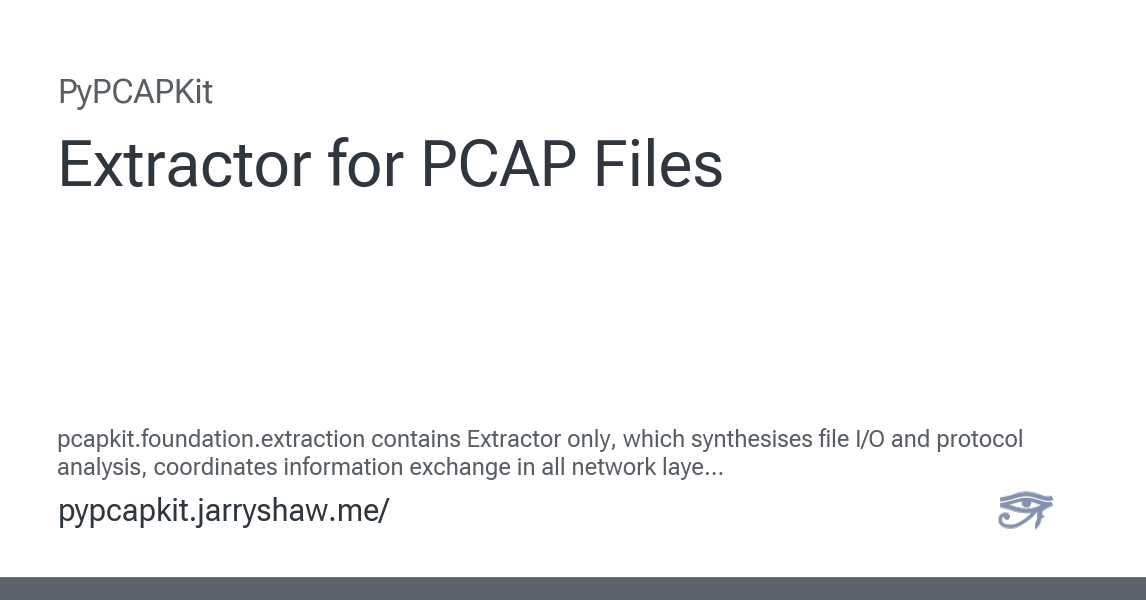 PyPCAPKit
Extractor for PCAP Files
pcapkit.foundation.extraction contains Extractor only, which synthesises file I/O and protocol
analysis, coordinates information exchange in all network laye...
pypcapkit.jarryshaw.me/